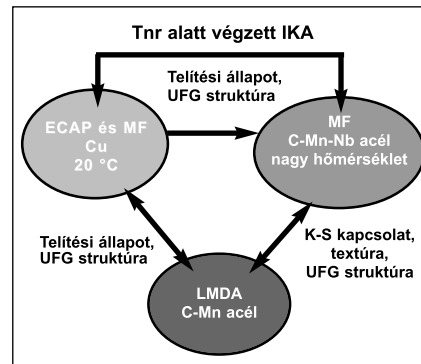 Tnr alatt végzett IKA
Telítési állapot,
UFG struktúra
ECAP és MF
Cu
20 °C
MF
C-Mn-Nb acél
nagy hőmérséklet
Telítési állapot,
UFG struktúra
K-S kapcsolat,
textúra,
UFG struktúra
LMDA
C-Mn acél